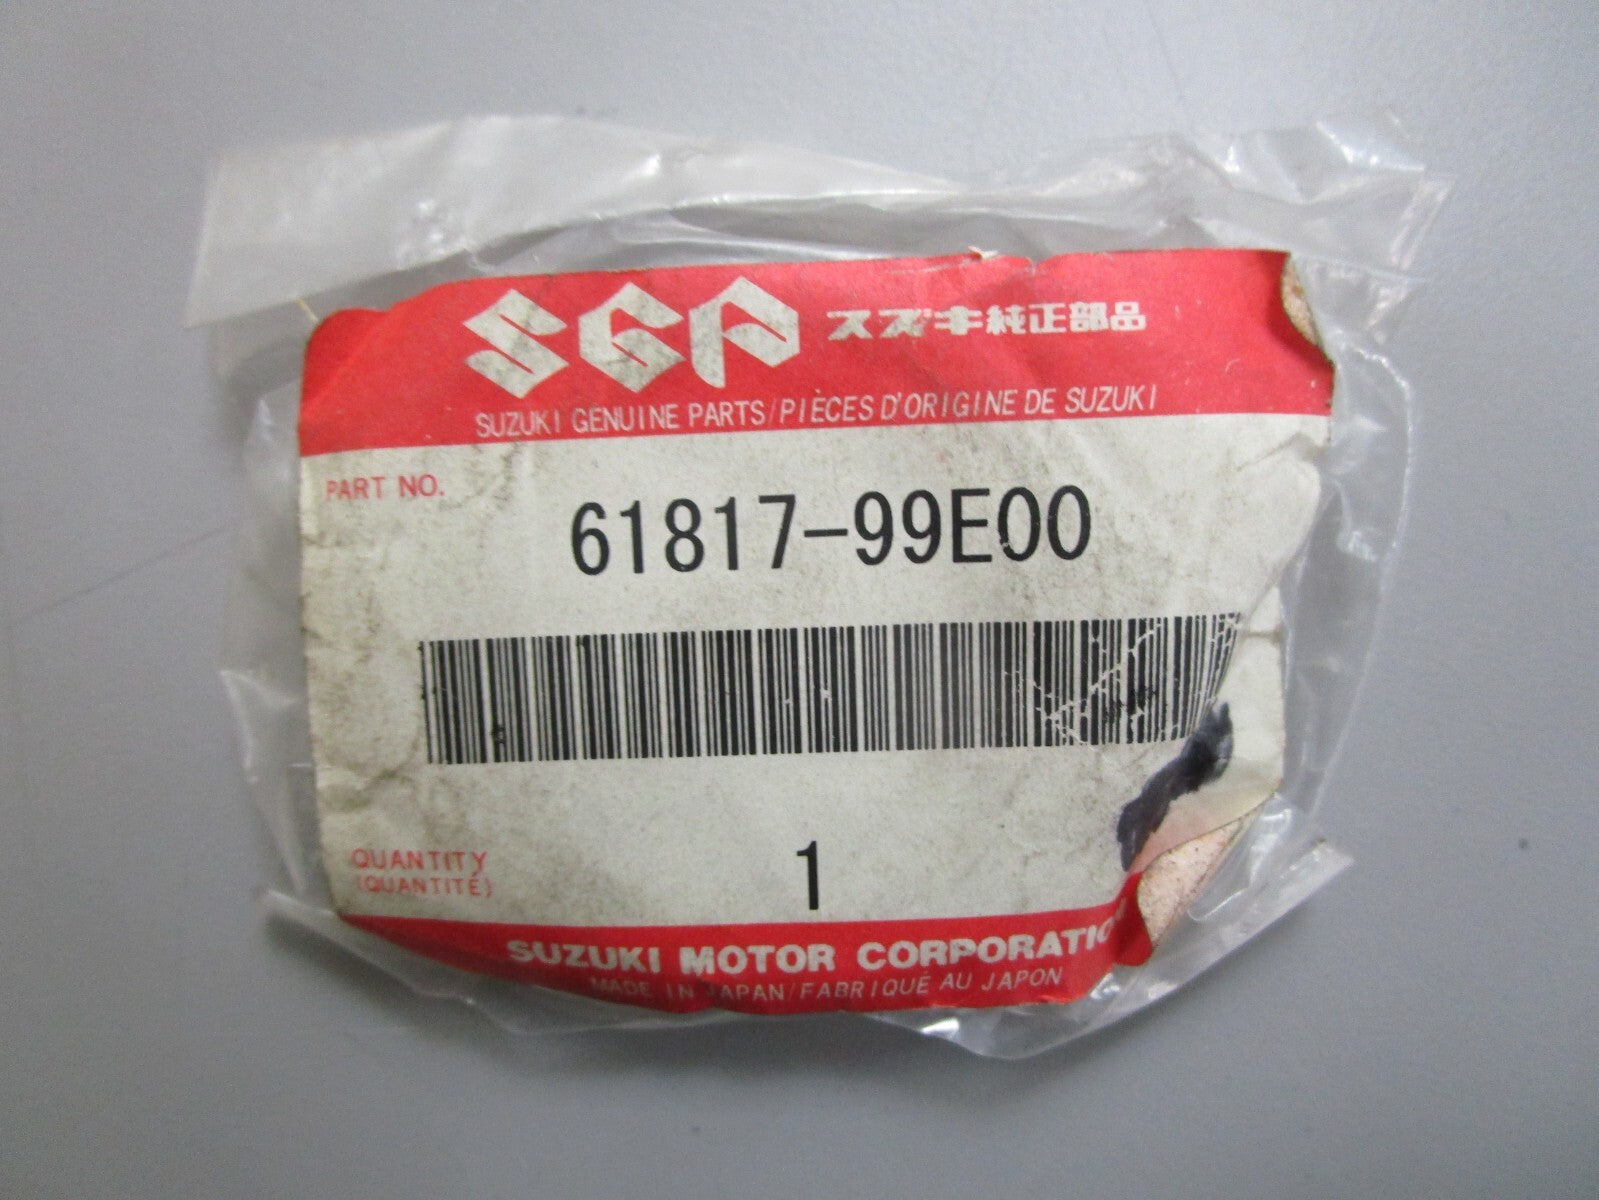 SGP スズキ純正部品
SUZUKI GENUINE PARTS/PIÈCES D'ORIGINE DE SUZUKI
PART NO.
61817-99E00
QUANTITY
(QUANTITÉ)
1
SUZUKI MOTOR CORPORATION
MADE IN JAPAN/FABRIQUÉ AU JAPON